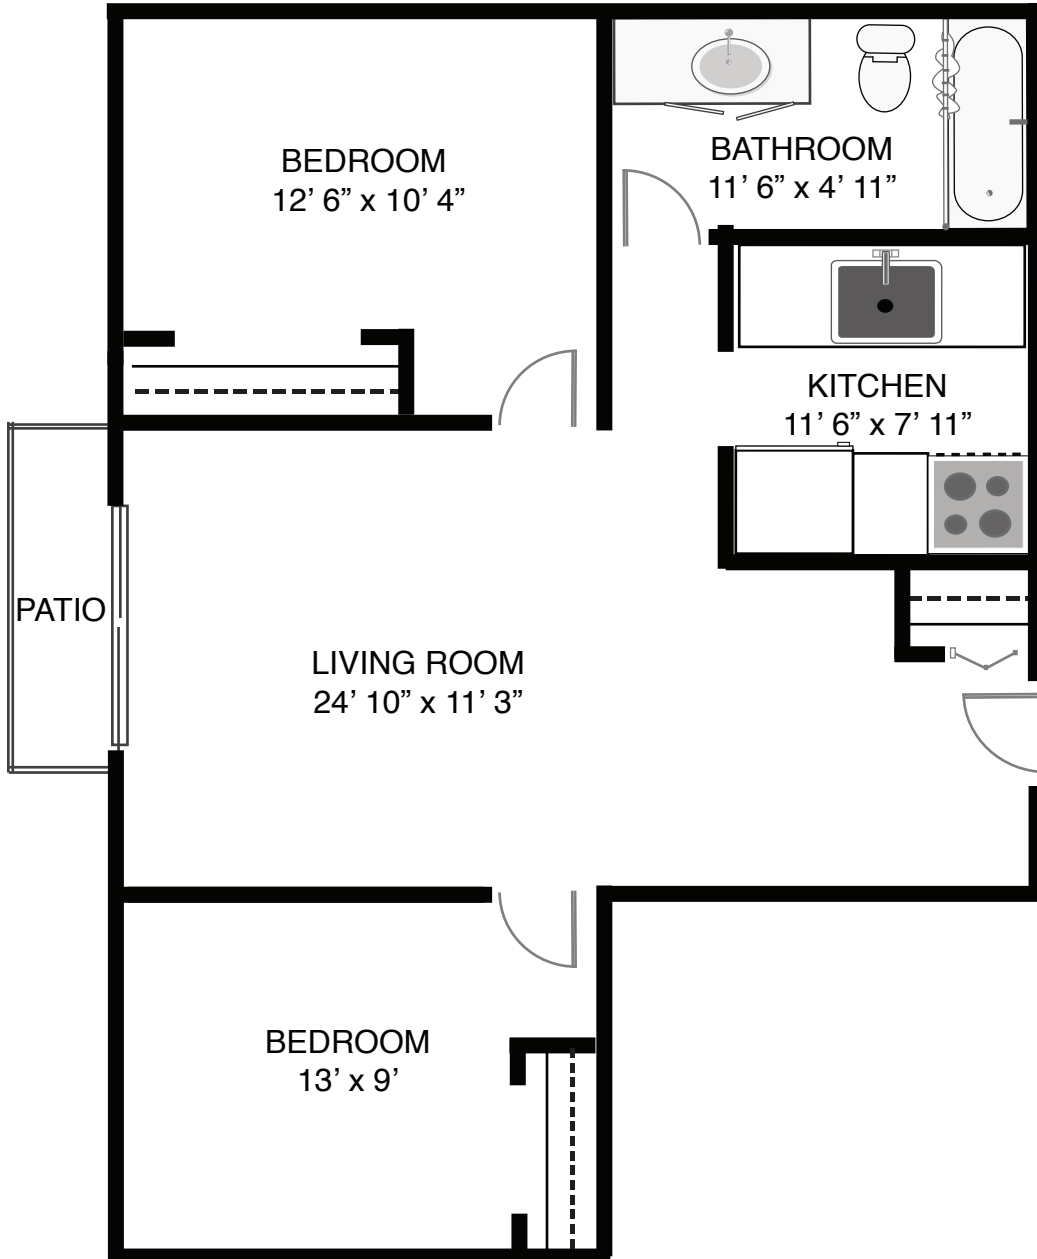 BEDROOM
12’ 6” x 10’ 4”
BATHROOM
11’ 6” x 4’ 11”
KITCHEN
11’ 6” x 7’ 11”
PATIO
LIVING ROOM
24’ 10” x 11’ 3”
BEDROOM
13’ x 9’